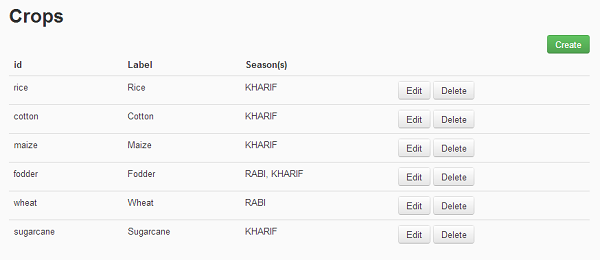 Crops
Create
id Label Season(s)
rice Rice KHARIF Edit Delete
cotton Cotton KHARIF Edit Delete
maize Maize KHARIF Edit Delete
fodder Fodder RABI, KHARIF Edit Delete
wheat Wheat RABI Edit Delete
sugarcane Sugarcane KHARIF Edit Delete